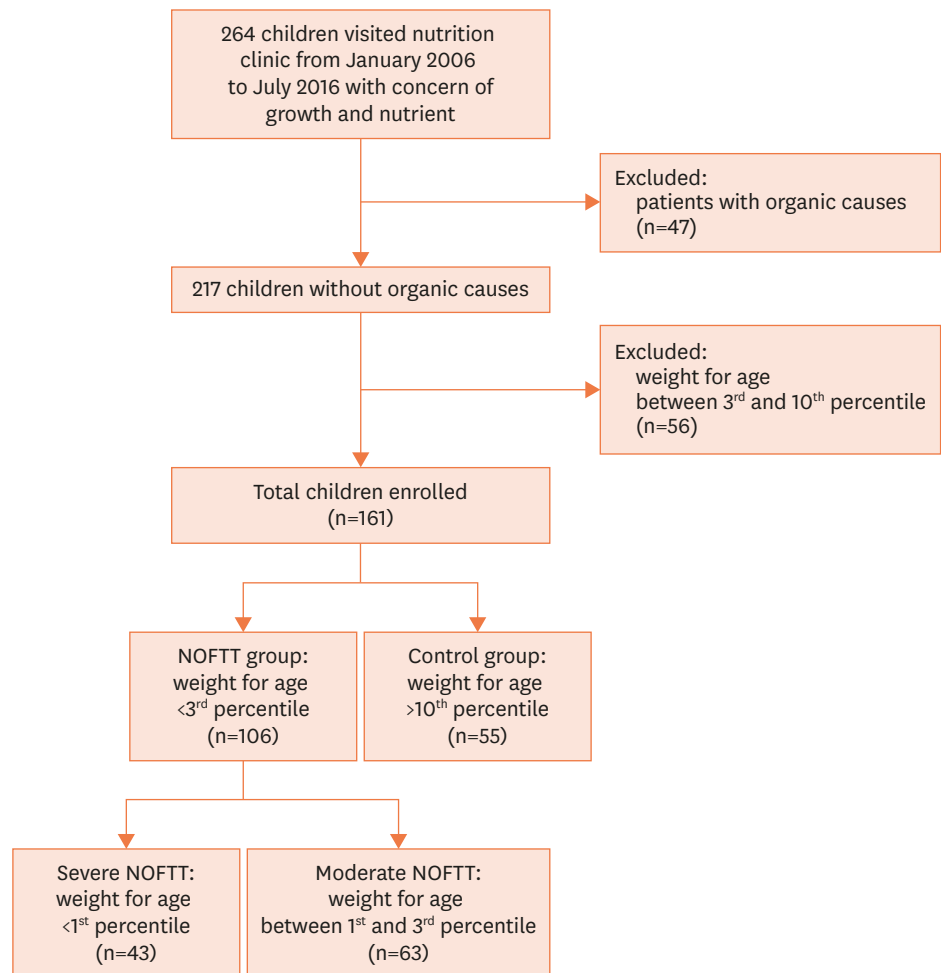 264 children visited nutrition
clinic from January 2006
to July 2016 with concern of
growth and nutrient
Excluded:
patients with organic causes
(n=47)
217 children without organic causes
Excluded:
weight for age
between 3rd and 10th percentile
(n=56)
Total children enrolled
(n=161)
NOFTT group:
weight for age
<3rd percentile
(n=106)
Control group:
weight for age
>10th percentile
(n=55)
Severe NOFTT:
weight for age
<1st percentile
(n=43)
Moderate NOFTT:
weight for age
between 1st and 3rd percentile
(n=63)